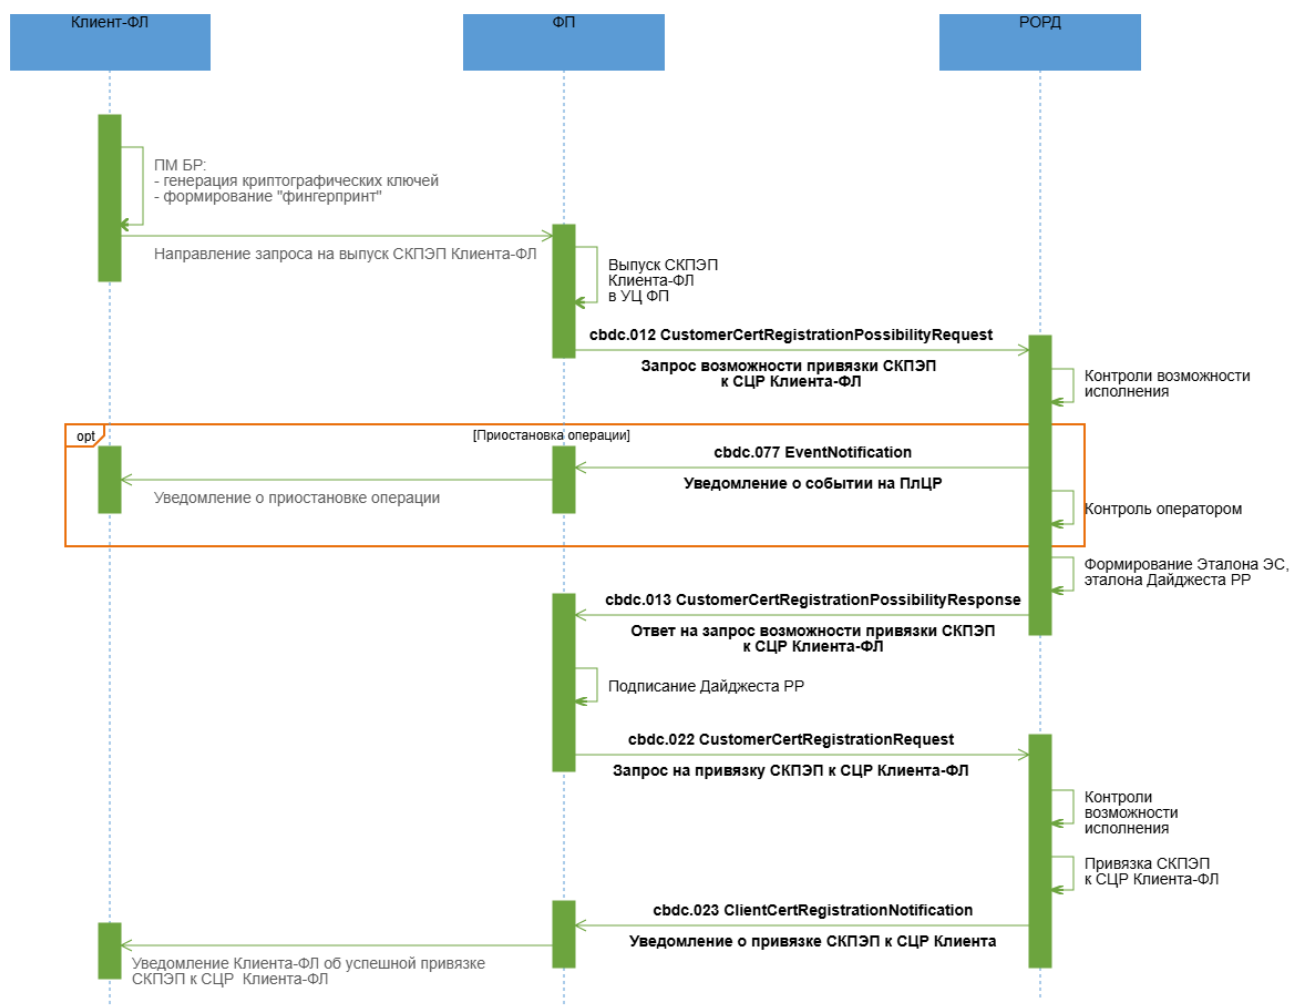 Клиент-ФЛ
ФП
РОРД
ПМ БР:
- генерация криптографических ключей
- формирование "фингерпринт"
Направление запроса на выпуск СКПЭП Клиента-ФЛ
Выпуск СКПЭП
Клиента-ФЛ
в УЦ ФП
cbdc.012 CustomerCertRegistrationPossibilityRequest
Запрос возможности привязки СКПЭП
к СЦР Клиента-ФЛ
Контроли возможности
исполнения
opt
[Приостановка операции]
cbdc.077 EventNotification
Уведомление о событии на ПлЦР
Уведомление о приостановке операции
Контроль оператором
Формирование Эталона ЭС,
эталона Дайджеста РР
cbdc.013 CustomerCertRegistrationPossibilityResponse
Ответ на запрос возможности привязки СКПЭП
к СЦР Клиента-ФЛ
Подписание Дайджеста РР
cbdc.022 CustomerCertRegistrationRequest
Запрос на привязку СКПЭП к СЦР Клиента-ФЛ
Контроли
возможности
исполнения
Привязка СКПЭП
к СЦР Клиента-ФЛ
cbdc.023 ClientCertRegistrationNotification
Уведомление о привязке СКПЭП к СЦР Клиента
Уведомление Клиента-ФЛ об успешной привязке
СКПЭП к СЦР Клиента-ФЛ